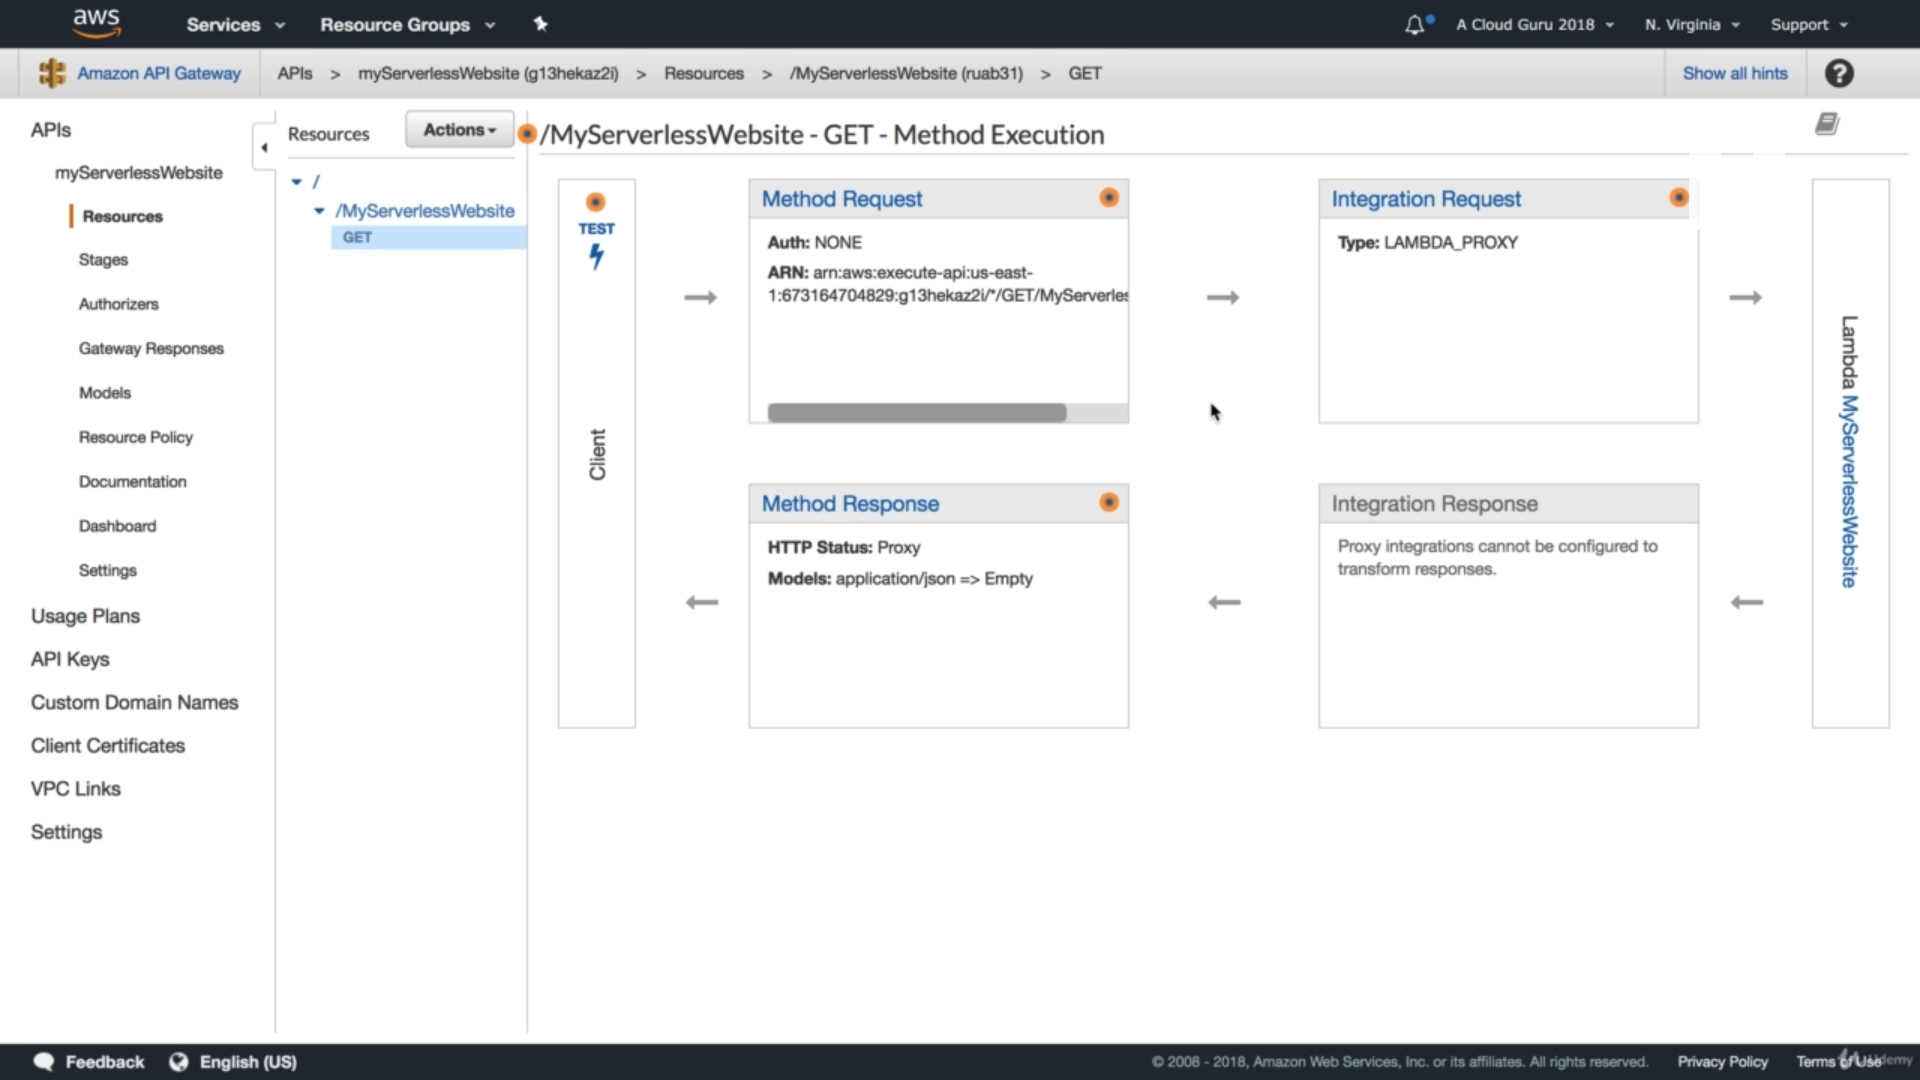 aws Services Resource Groups A Cloud Guru 2018 N. Virginia Support
Amazon API Gateway APIs > myServerlessWebsite (g13hekaz2i) > Resources > /MyServerlessWebsite (ruab31) > GET Show all hints ?
APIs
myServerlessWebsite
Resources
Stages
Authorizers
Gateway Responses
Models
Resource Policy
Documentation
Dashboard
Settings
Usage Plans
API Keys
Custom Domain Names
Client Certificates
VPC Links
Settings
Resources Actions
/
/MyServerlessWebsite
GET
/MyServerlessWebsite - GET - Method Execution
TEST
Client
Method Request
Auth: NONE
ARN: arn:aws:execute-api:us-east-
1:673164704829:g13hekaz2i/*/GET/MyServerles
Integration Request
Type: LAMBDA_PROXY
Method Response
HTTP Status: Proxy
Models: application/json => Empty
Integration Response
Proxy integrations cannot be configured to
transform responses.
Lambda MyServerlessWebsite
Feedback English (US) © 2008 - 2018, Amazon Web Services, Inc. or its affiliates. All rights reserved. Privacy Policy Terms of Use